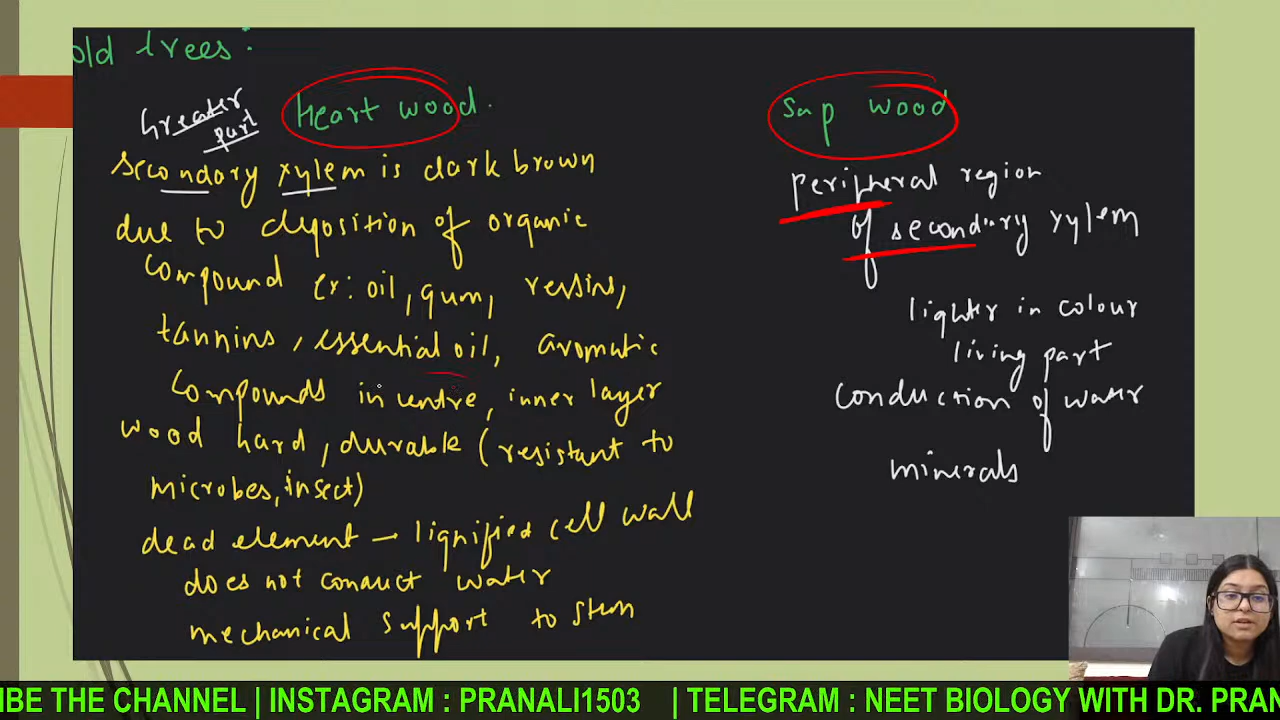 old trees:
Greater part
Heart wood.
secondary xylem is dark brown
due to deposition of organic
compound Ex: oil, gum, ressins,
tannins, essential oil, aromatic
compounds in centre, inner layer
wood hard, durable (resistant to
microbes, insect)
dead element – lignified cell wall
does not conduct water
mechanical support to stem
Sap wood
peripheral region
of secondary xylem
lighter in colour
living part
conduction of water
minerals
IBE THE CHANNEL | INSTAGRAM : PRANALI1503 | TELEGRAM : NEET BIOLOGY WITH DR. PRAN